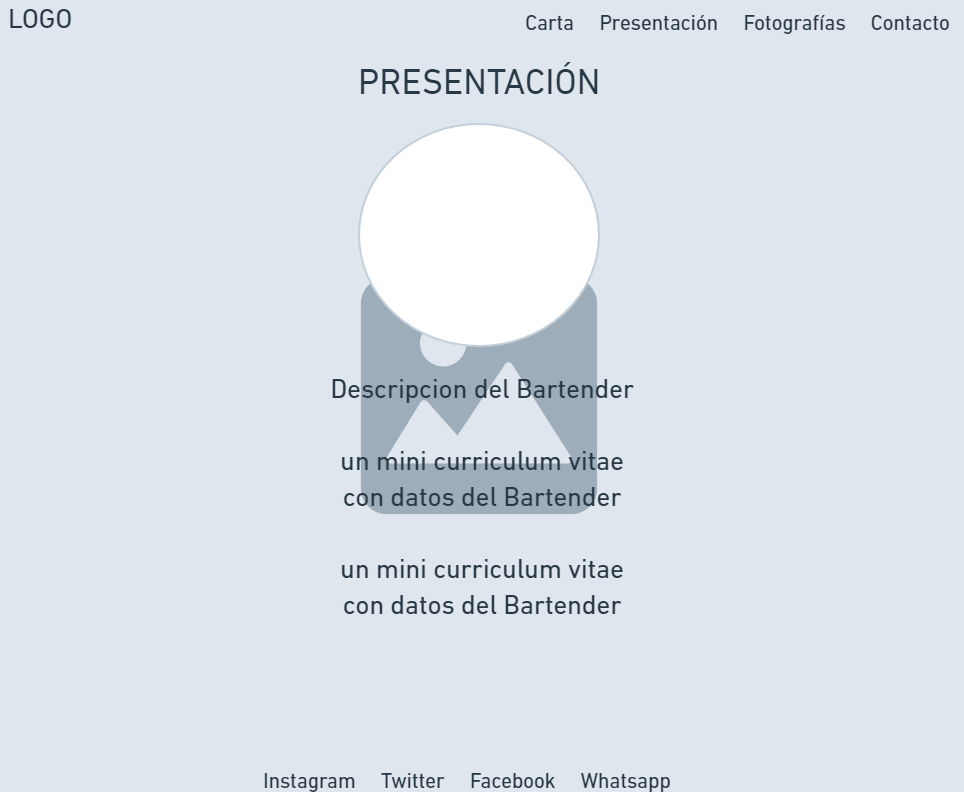 LOGO
Carta Presentación Fotografías Contacto
PRESENTACIÓN
Descripcion del Bartender
un mini curriculum vitae
con datos del Bartender
un mini curriculum vitae
con datos del Bartender
Instagram Twitter Facebook Whatsapp